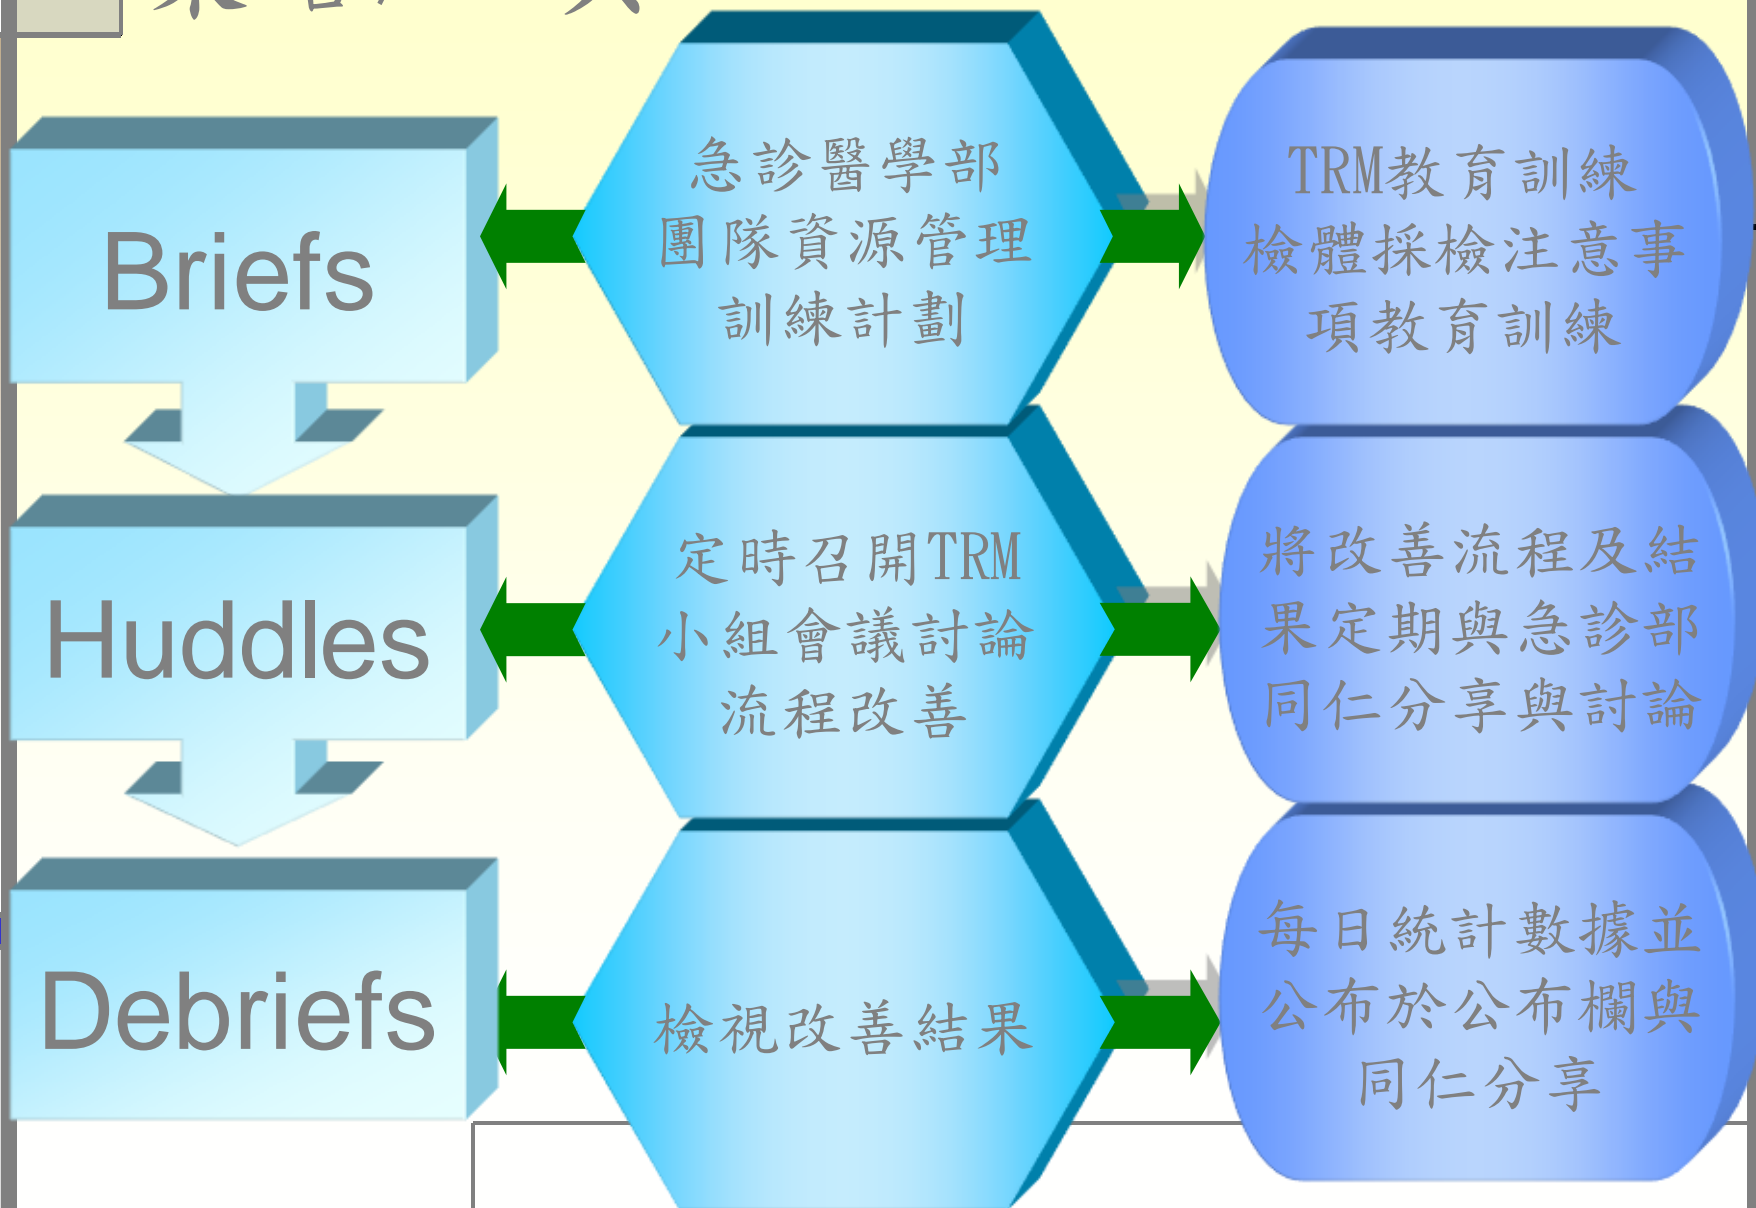 Briefs
急診醫學部
團隊資源管理
訓練計劃
TRM教育訓練
檢體採檢注意事
項教育訓練
Huddles
定時召開TRM
小組會議討論
流程改善
將改善流程及結
果定期與急診部
同仁分享與討論
Debriefs
檢視改善結果
每日統計數據並
公布於公布欄與
同仁分享